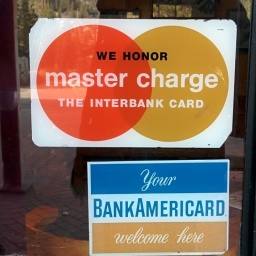 WE HONOR
master charge
THE INTERBANK CARD
Your
BANKAMERICARD
welcome here